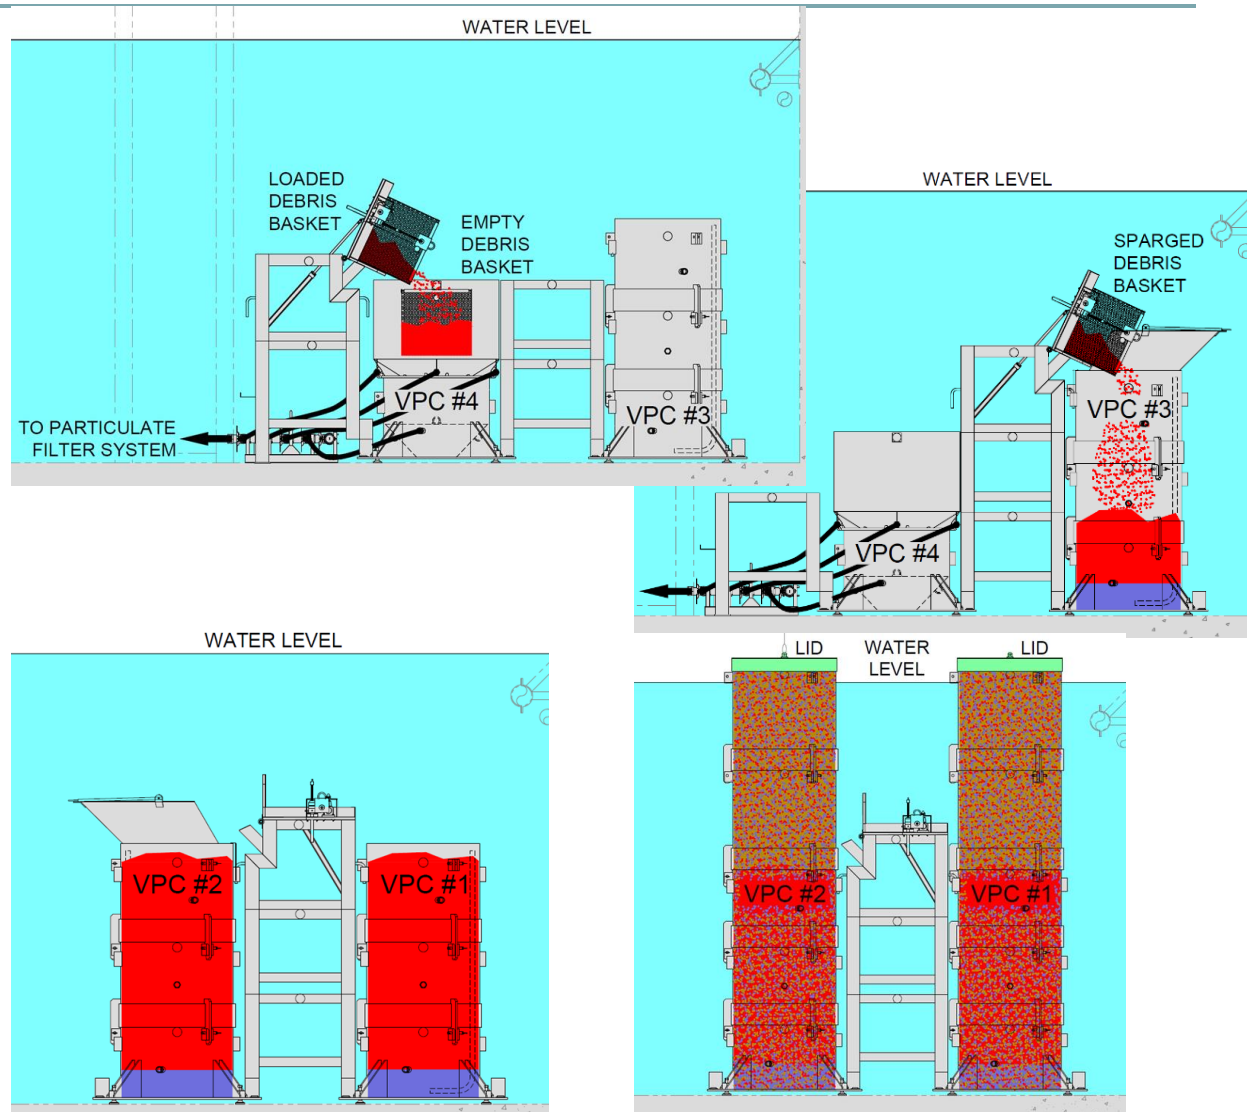 WATER LEVEL
LOADED
DEBRIS
BASKET
EMPTY
DEBRIS
BASKET
VPC #4
VPC #3
TO PARTICULATE
FILTER SYSTEM
WATER LEVEL
SPARGED
DEBRIS
BASKET
VPC #3
VPC #4
WATER LEVEL
VPC #2
VPC #1
LID
WATER
LEVEL
LID
VPC #2
VPC #1